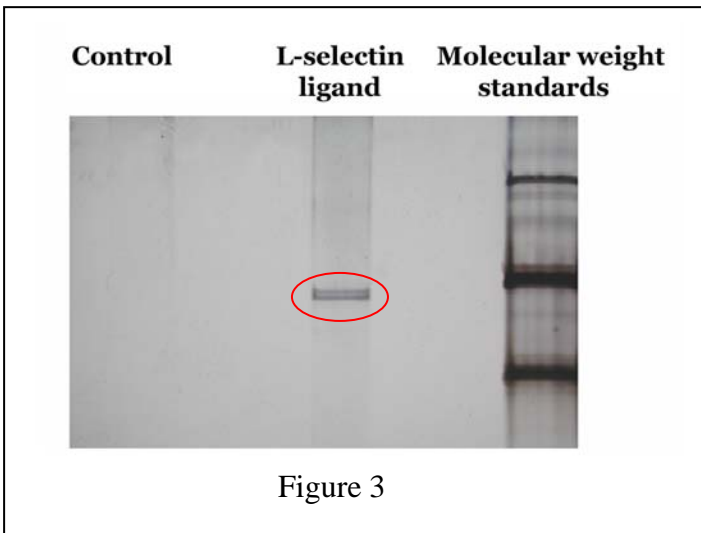 Control
L-selectin
ligand
Molecular weight
standards
Figure 3